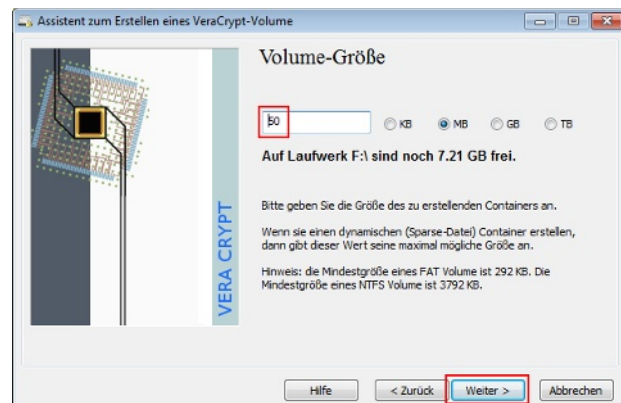 Assistent zum Erstellen eines VeraCrypt-Volume
Volume-Größe
50
KB
MB
GB
TB
Auf Laufwerk F:\ sind noch 7.21 GB frei.
Bitte geben Sie die Größe des zu erstellenden Containers an.
Wenn sie einen dynamischen (Sparse-Datei) Container erstellen,
dann gibt dieser Wert seine maximal mögliche Größe an.
Hinweis: die Mindestgröße eines FAT Volume ist 292 KB. Die
Mindestgröße eines NTFS Volume ist 3792 KB.
VERA CRYPT
Hilfe
< Zurück
Weiter >
Abbrechen